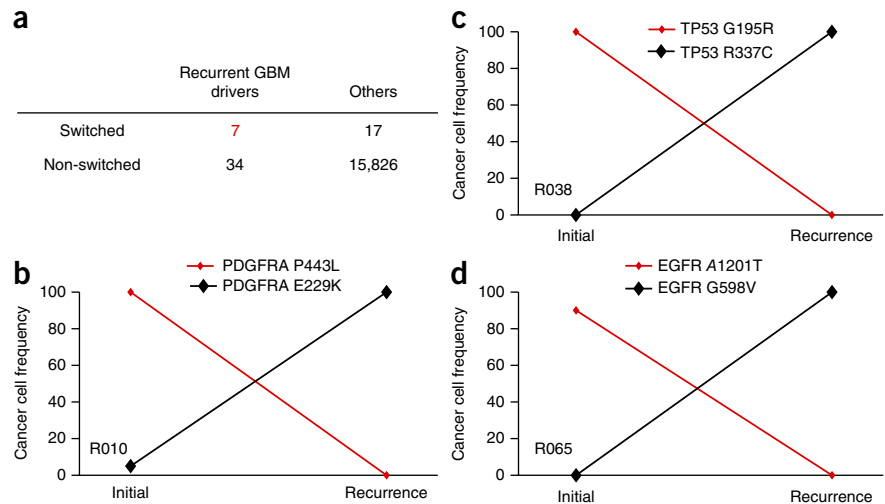 a
Recurrent GBM
drivers
Others
Switched 7 17
Non-switched 34 15,826
b
PDGFRA P443L
PDGFRA E229K
Cancer cell frequency
100
80
60
40
20
0
R010
Initial
Recurrence
c
TP53 G195R
TP53 R337C
Cancer cell frequency
100
80
60
40
20
0
R038
Initial
Recurrence
d
EGFR A1201T
EGFR G598V
Cancer cell frequency
100
80
60
40
20
0
R065
Initial
Recurrence